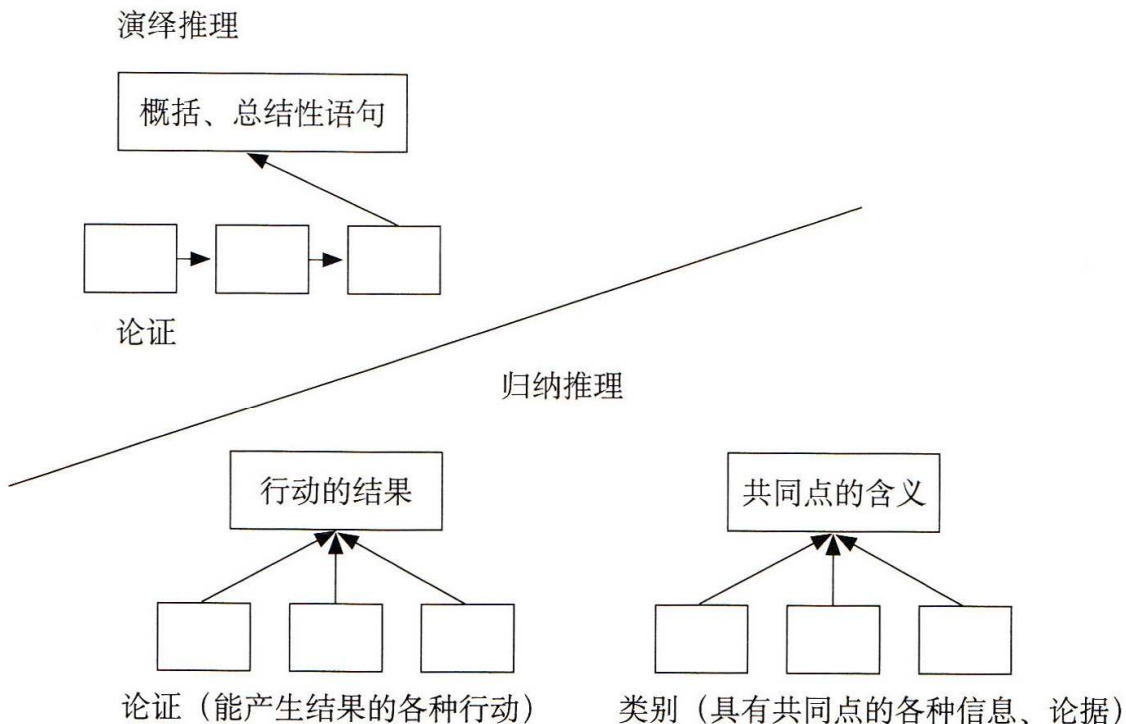 演绎推理
概括、总结性语句
论证
归纳推理
行动的结果
共同点的含义
论证（能产生结果的各种行动）
类别（具有共同点的各种信息、论据）